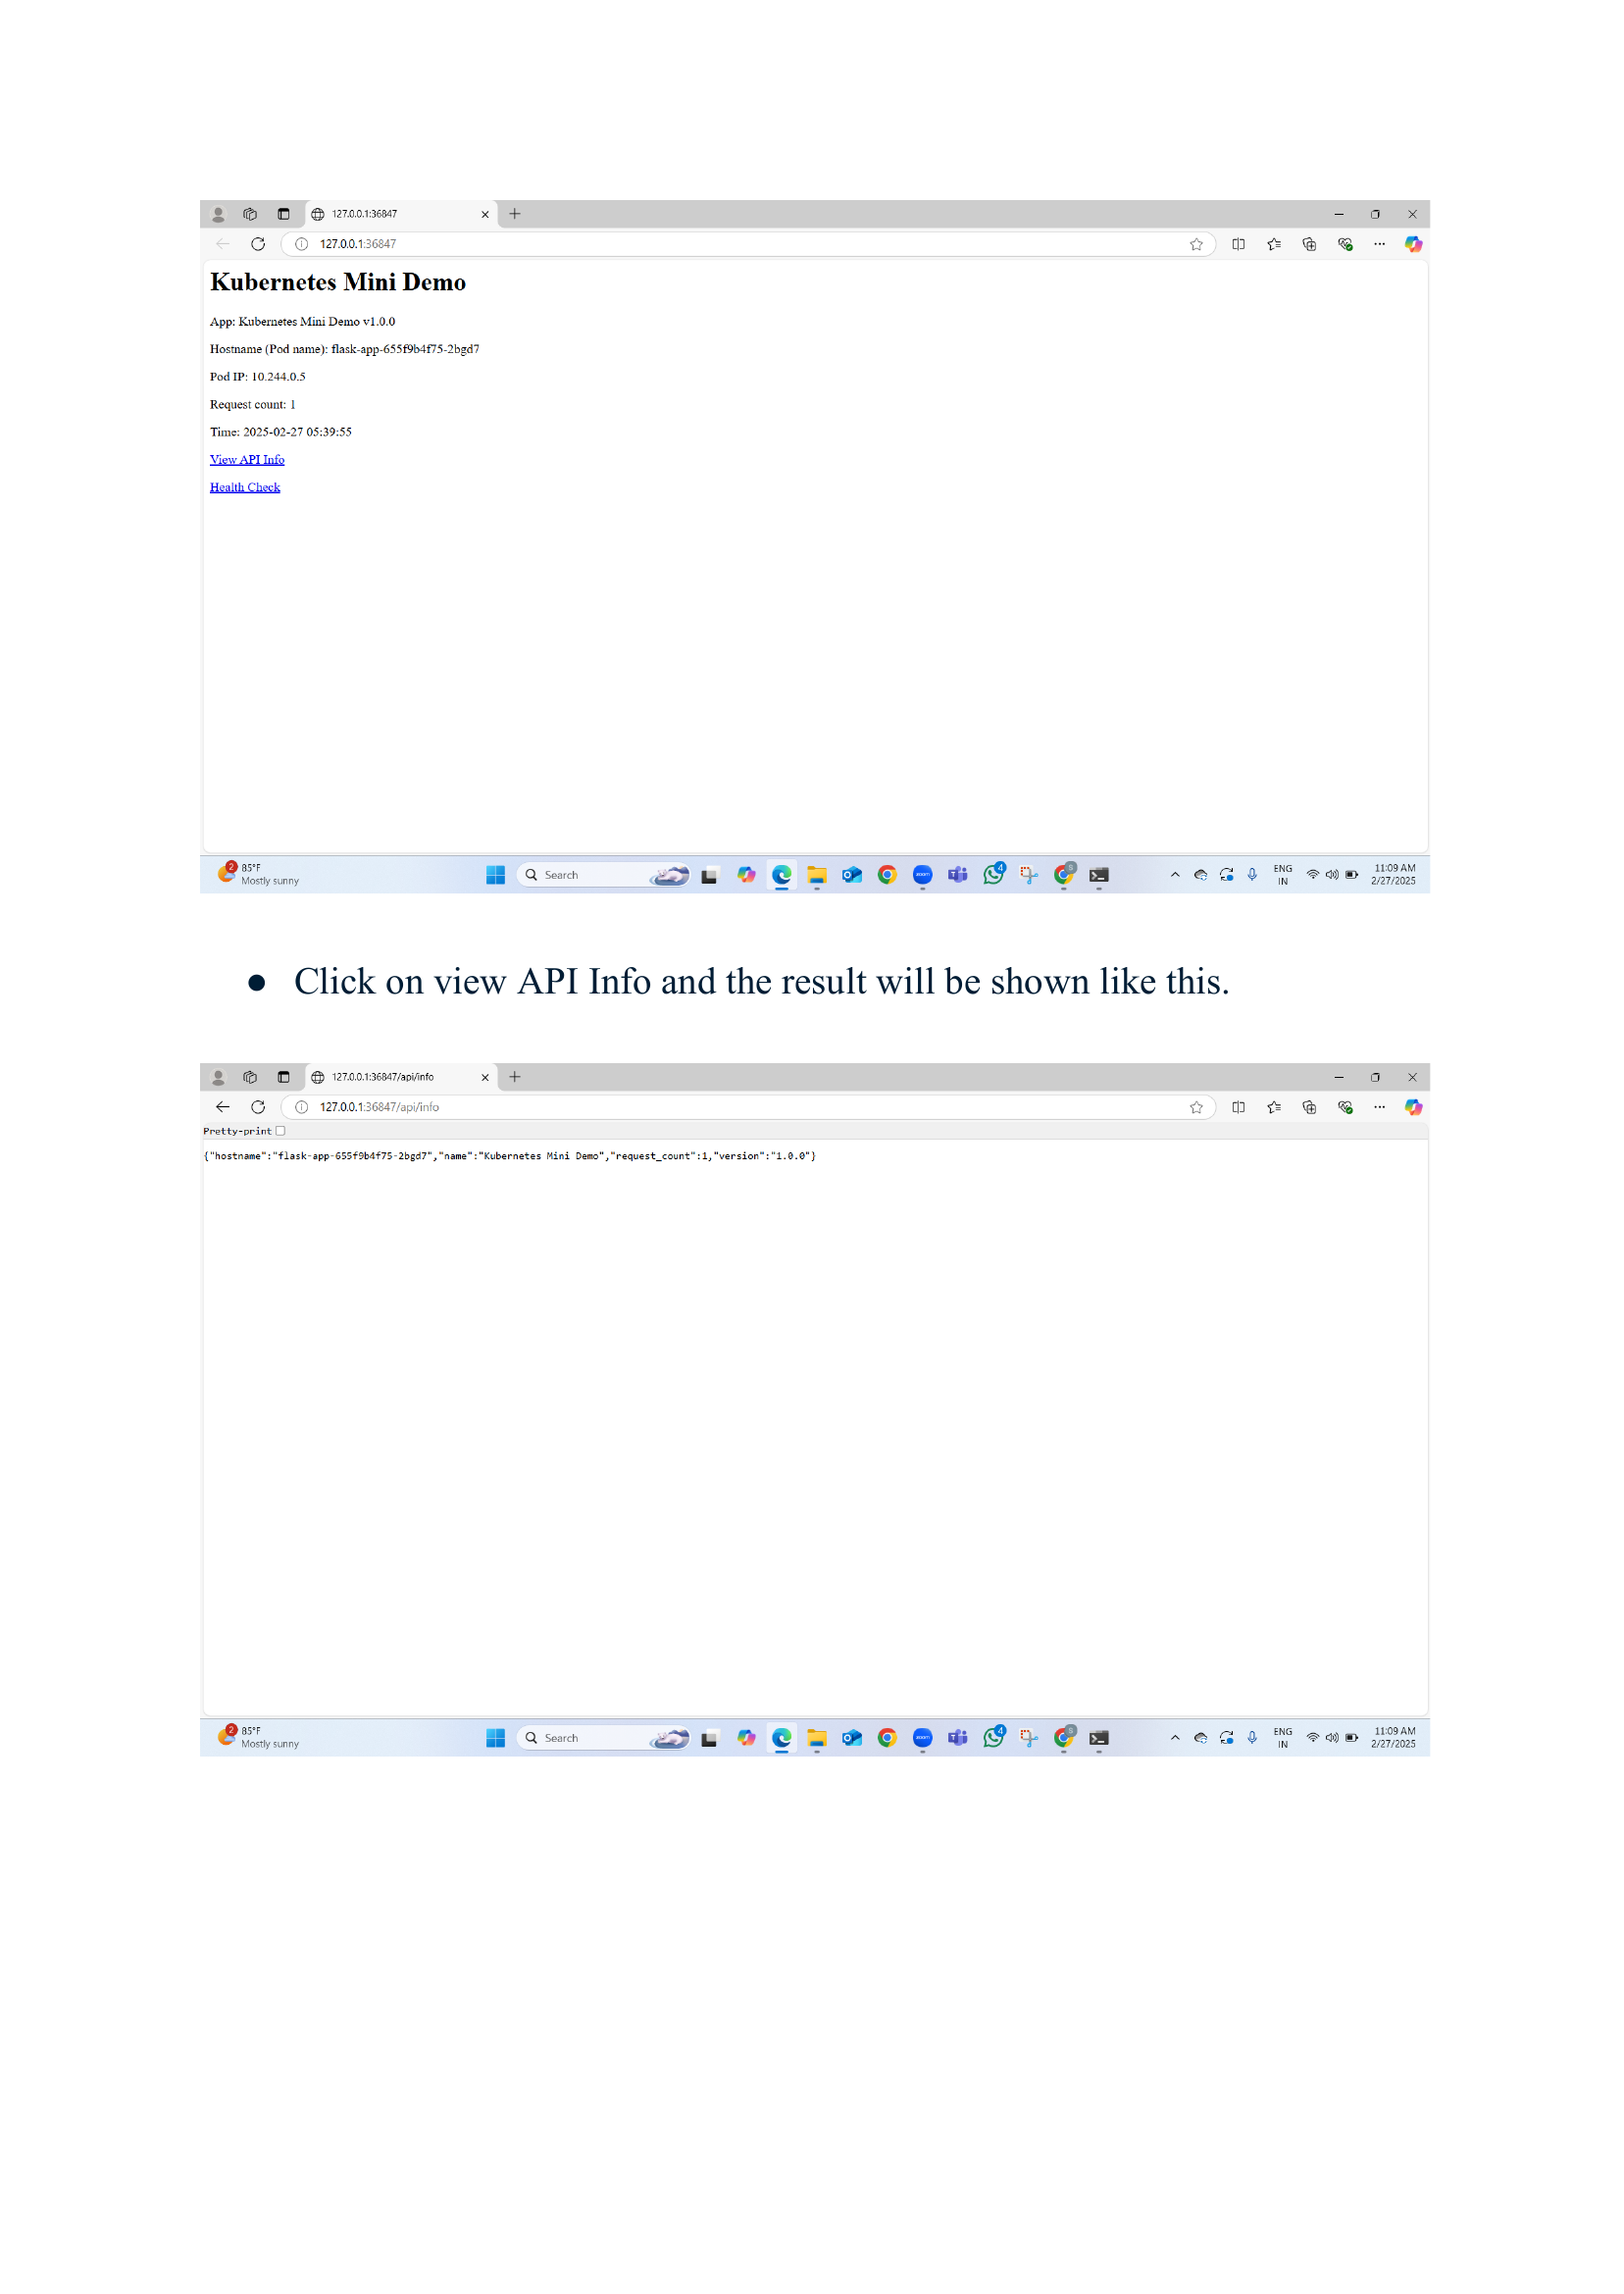 127.0.0.1:36847
127.0.0.1:36847
Kubernetes Mini Demo
App: Kubernetes Mini Demo v1.0.0
Hostname (Pod name): flask-app-655f9b4f75-2bgd7
Pod IP: 10.244.0.5
Request count: 1
Time: 2025-02-27 05:39:55
View API Info
Health Check
2 85°F
Mostly sunny
Search
zoom
4
S
ENG
IN
11:09 AM
2/27/2025
● Click on view API Info and the result will be shown like this.
127.0.0.1:36847/api/info
127.0.0.1:36847/api/info
Pretty-print
{"hostname":"flask-app-655f9b4f75-2bgd7","name":"Kubernetes Mini Demo","request_count":1,"version":"1.0.0"}
2 85°F
Mostly sunny
Search
zoom
4
S
ENG
IN
11:09 AM
2/27/2025